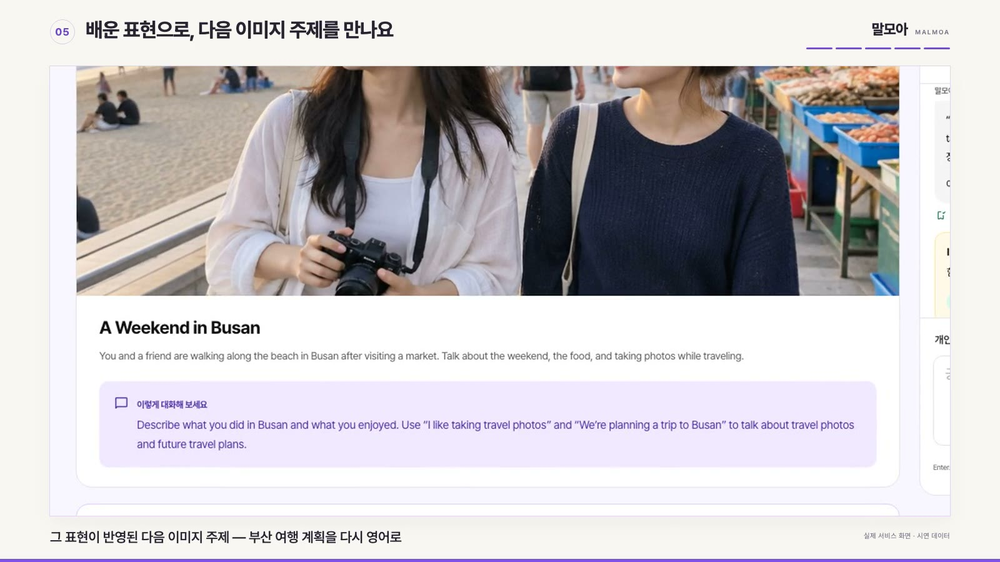 05 배운 표현으로, 다음 이미지 주제를 만나요
말모아 MALMOA
A Weekend in Busan
You and a friend are walking along the beach in Busan after visiting a market. Talk about the weekend, the food, and taking photos while traveling.
이렇게 대화해 보세요
Describe what you did in Busan and what you enjoyed. Use “I like taking travel photos” and “We’re planning a trip to Busan” to talk about travel photos
and future travel plans.
개인
Enter
그 표현이 반영된 다음 이미지 주제 — 부산 여행 계획을 다시 영어로
실제 서비스 화면 · 시연 데이터